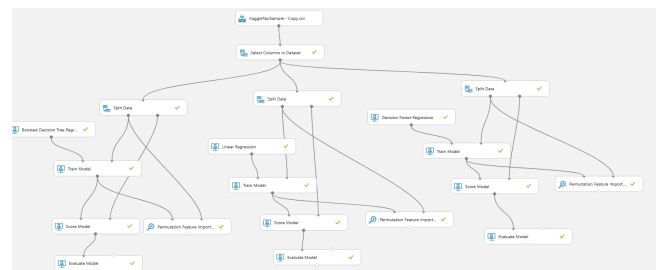 KaggleTaxiSample - Copy.csv
Select Columns in Dataset
Split Data
Split Data
Split Data
Boosted Decision Tree Regr...
Linear Regression
Decision Forest Regression
Train Model
Train Model
Train Model
Score Model
Permutation Feature Import...
Score Model
Permutation Feature Import...
Score Model
Permutation Feature Import...
Evaluate Model
Evaluate Model
Evaluate Model